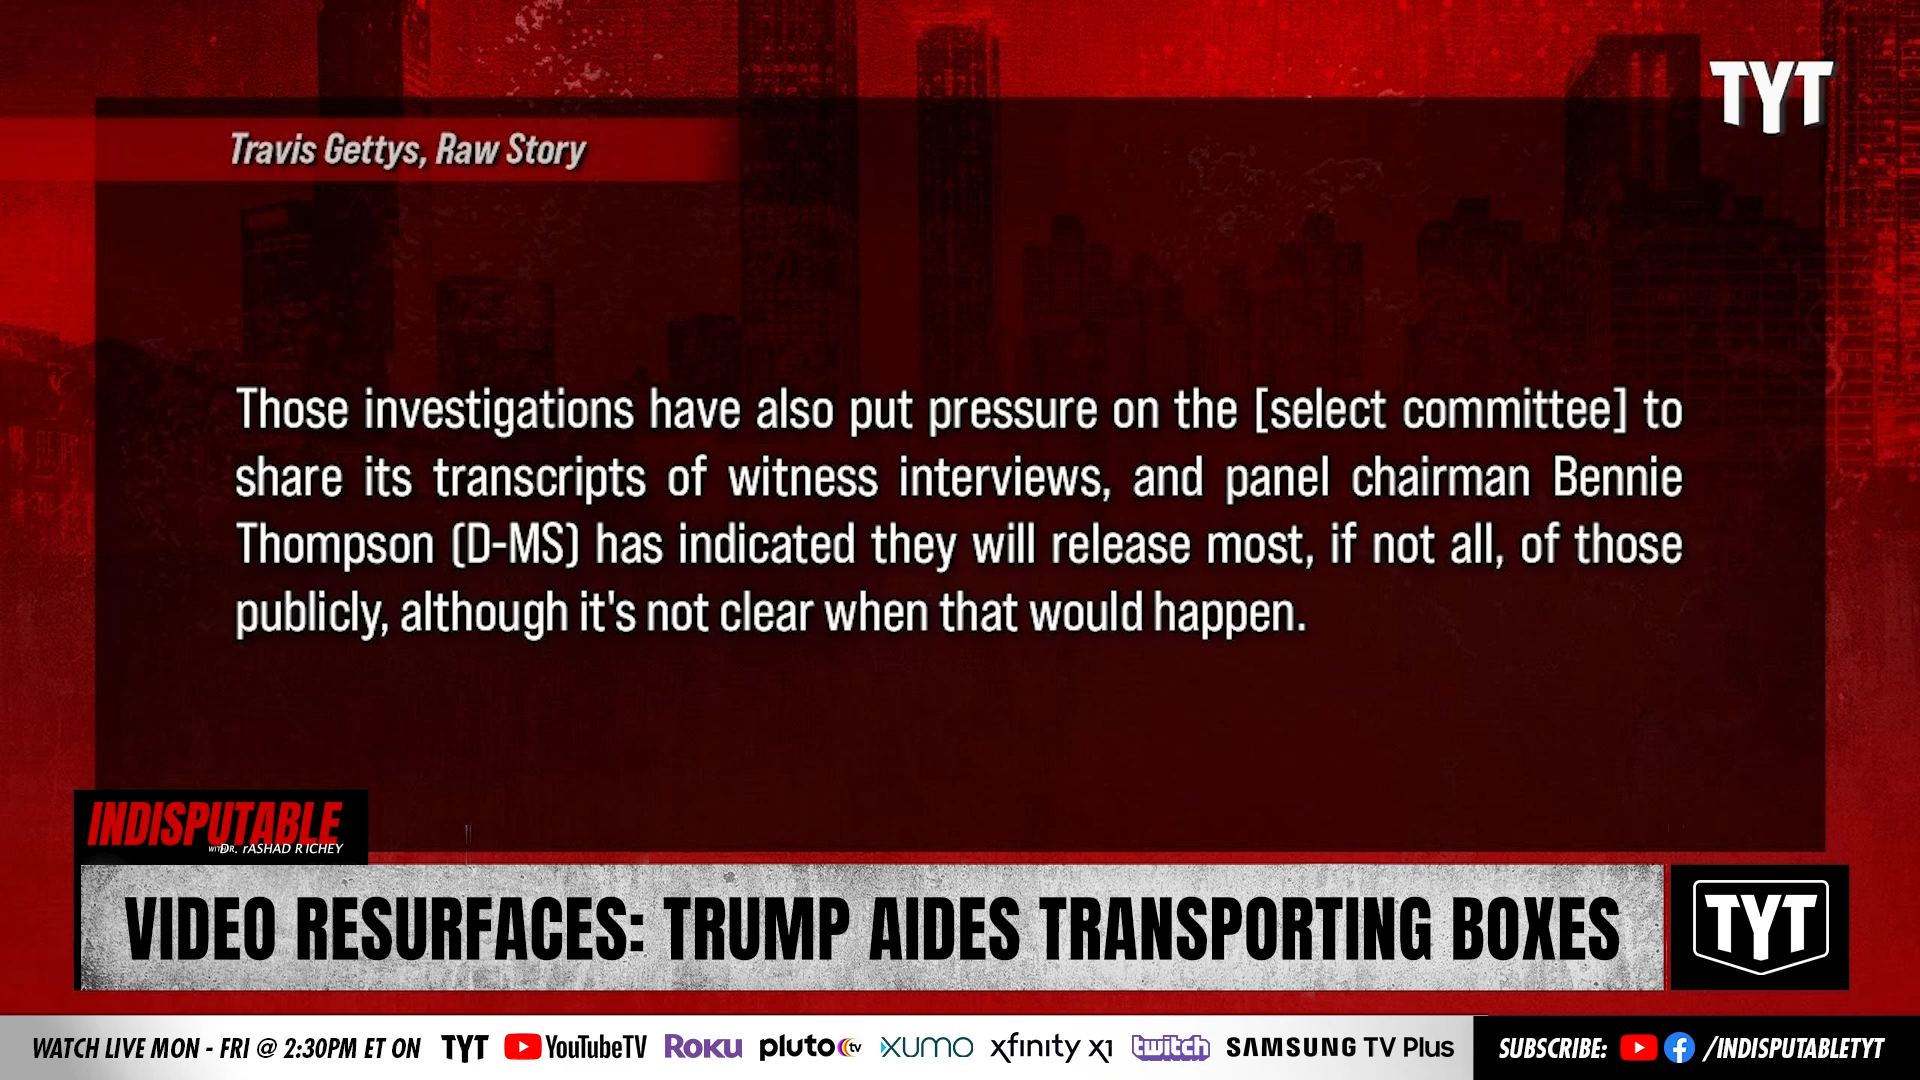 TYT
Travis Gettys, Raw Story
Those investigations have also put pressure on the [select committee] to
share its transcripts of witness interviews, and panel chairman Bennie
Thompson (D-MS) has indicated they will release most, if not all, of those
publicly, although it's not clear when that would happen.
INDISPUTABLE
WITH DR. rASHAD RICHEY
VIDEO RESURFACES: TRUMP AIDES TRANSPORTING BOXES
TYT
WATCH LIVE MON - FRI @ 2:30PM ET ON TYT YouTubeTV ROKU pluto tv XUMO xfinity x1 twitch SAMSUNG TV Plus SUBSCRIBE: /INDISPUTABLETYT